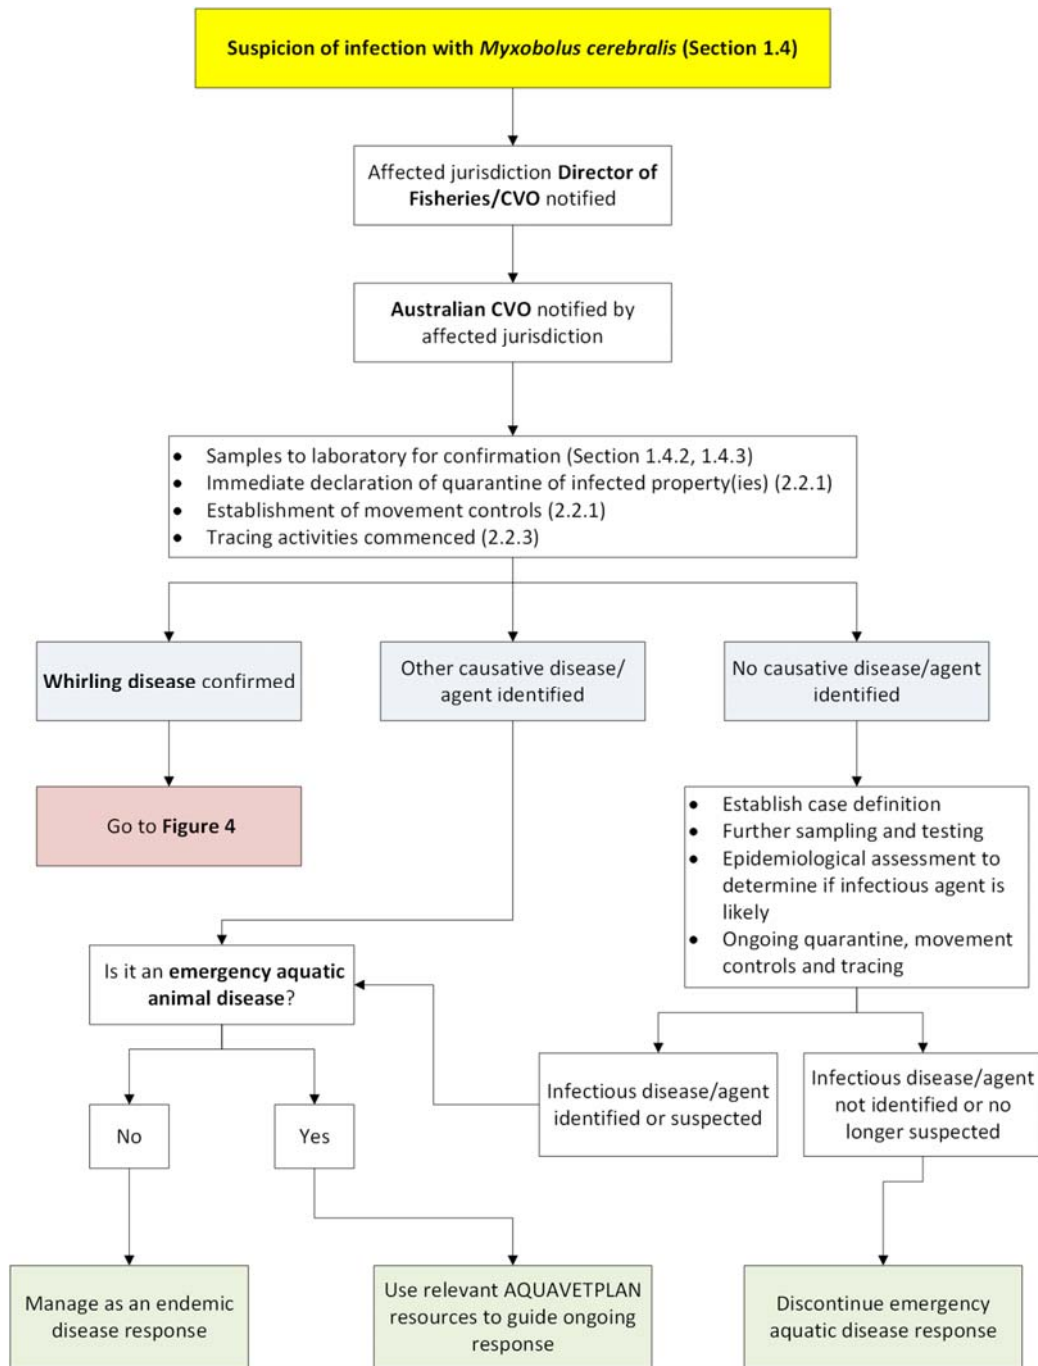 Suspicion of infection with Myxobolus cerebralis (Section 1.4)
Affected jurisdiction Director of
Fisheries/CVO notified
Australian CVO notified by
affected jurisdiction
• Samples to laboratory for confirmation (Section 1.4.2, 1.4.3)
• Immediate declaration of quarantine of infected property(ies) (2.2.1)
• Establishment of movement controls (2.2.1)
• Tracing activities commenced (2.2.3)
Whirling disease confirmed
Other causative disease/
agent identified
No causative disease/agent
identified
Go to Figure 4
• Establish case definition
• Further sampling and testing
• Epidemiological assessment to
determine if infectious agent is
likely
• Ongoing quarantine, movement
controls and tracing
Is it an emergency aquatic
animal disease?
Infectious disease/agent
identified or suspected
Infectious disease/agent
not identified or no
longer suspected
No
Yes
Manage as an endemic
disease response
Use relevant AQUAVETPLAN
resources to guide ongoing
response
Discontinue emergency
aquatic disease response